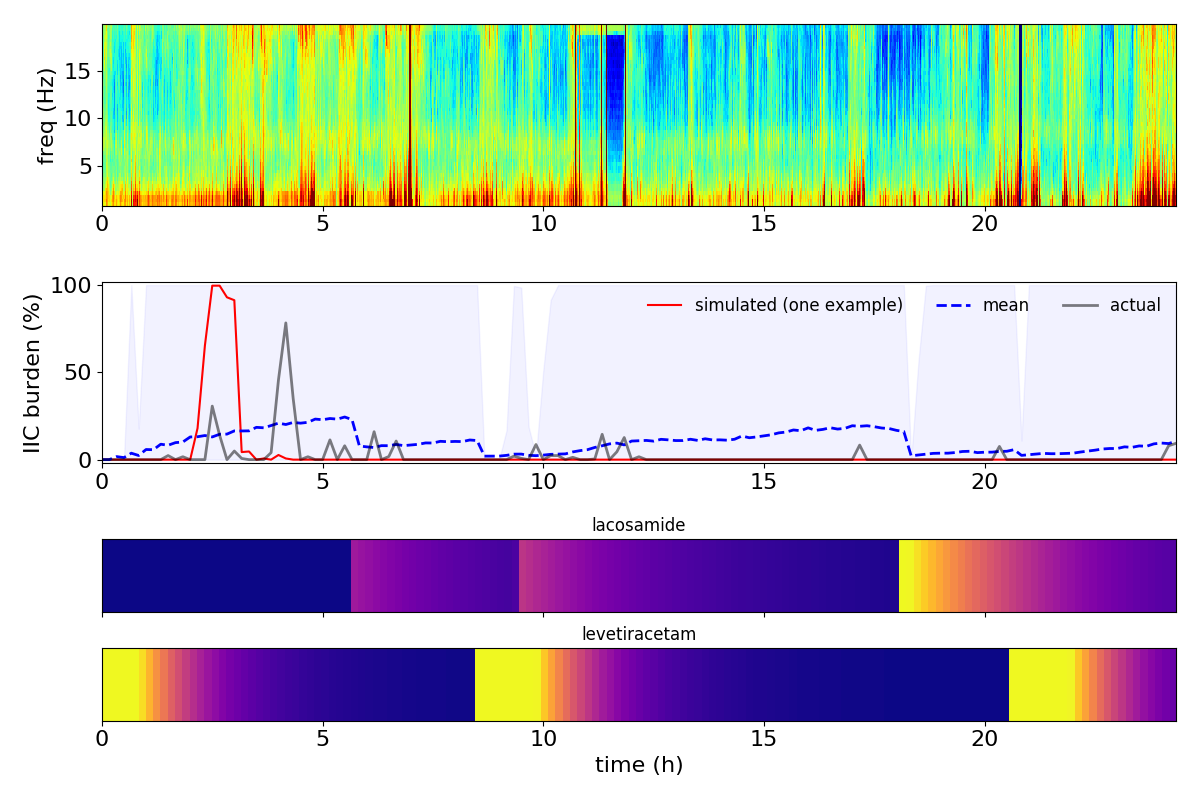 freq (Hz)
15
10
5
0 5 10 15 20
IIC burden (%)
100
50
0
simulated (one example) mean actual
0 5 10 15 20
lacosamide
levetiracetam
0 5 10 15 20
time (h)